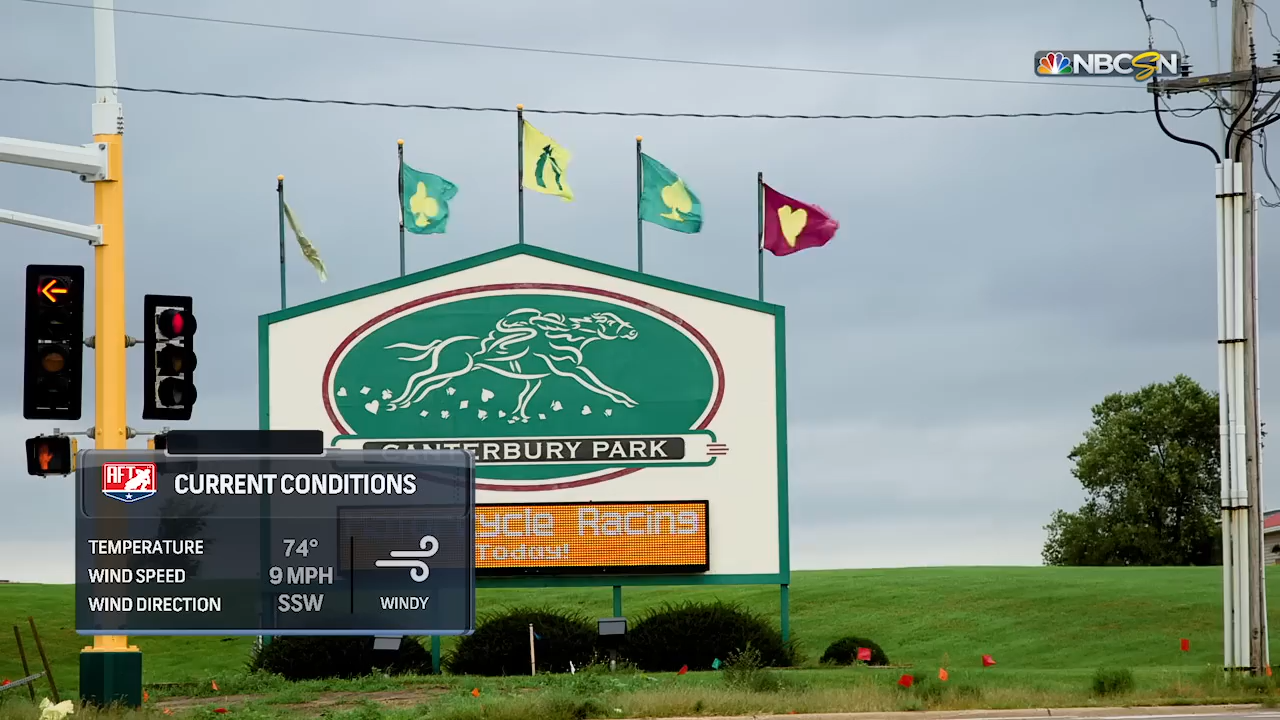 NBCSN
CANTERBURY PARK
ycle Racing
Today!
AFT
CURRENT CONDITIONS
TEMPERATURE 74°
WIND SPEED 9 MPH
WIND DIRECTION SSW
WINDY